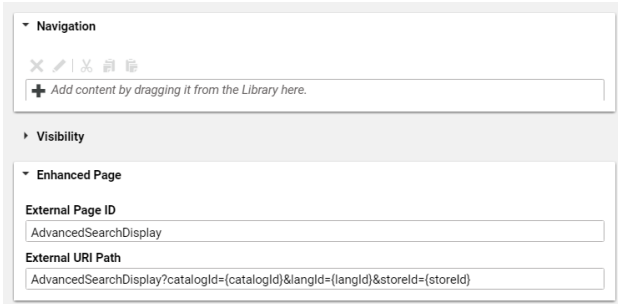 Navigation
Add content by dragging it from the Library here.
Visibility
Enhanced Page
External Page ID
AdvancedSearchDisplay
External URI Path
AdvancedSearchDisplay?catalogId={catalogId}&langId={langId}&storeId={storeId}